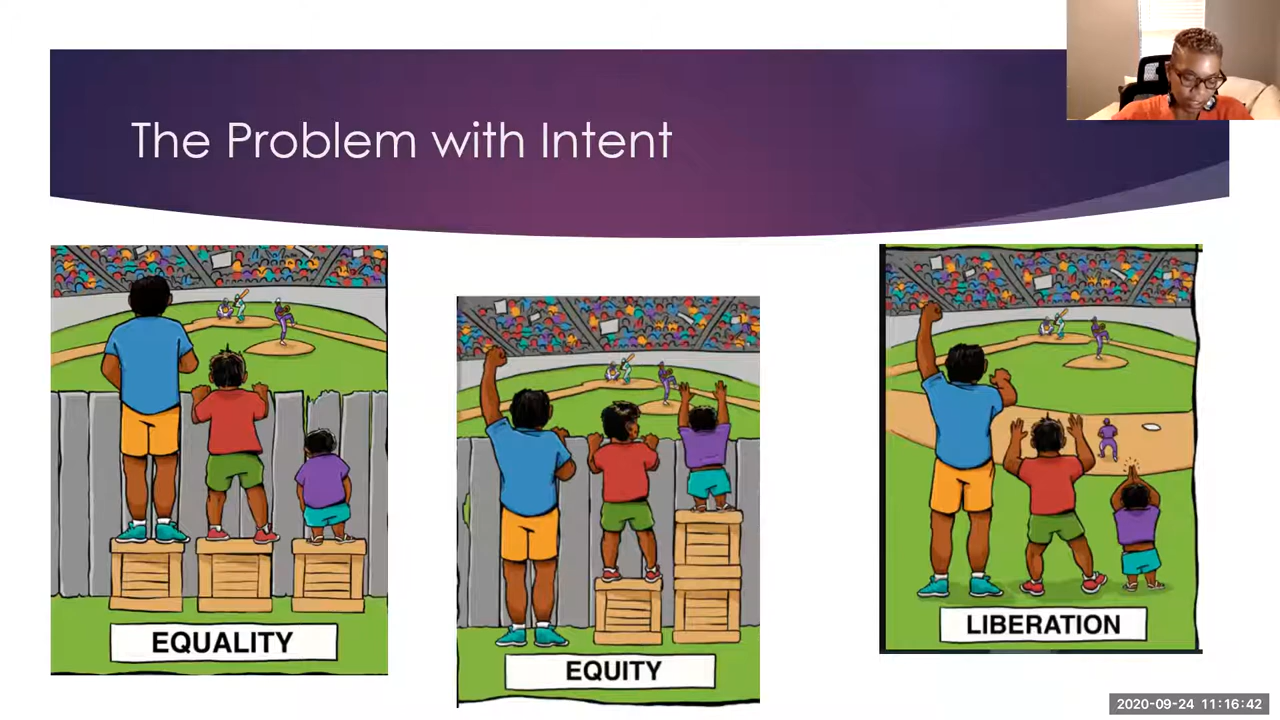 The Problem with Intent
EQUALITY
EQUITY
LIBERATION
2020-09-24 11:16:42